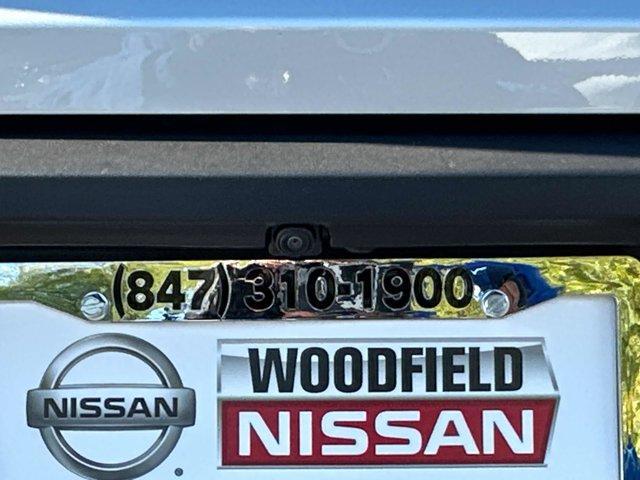 (847) 310-1900
NISSAN
WOODFIELD
NISSAN